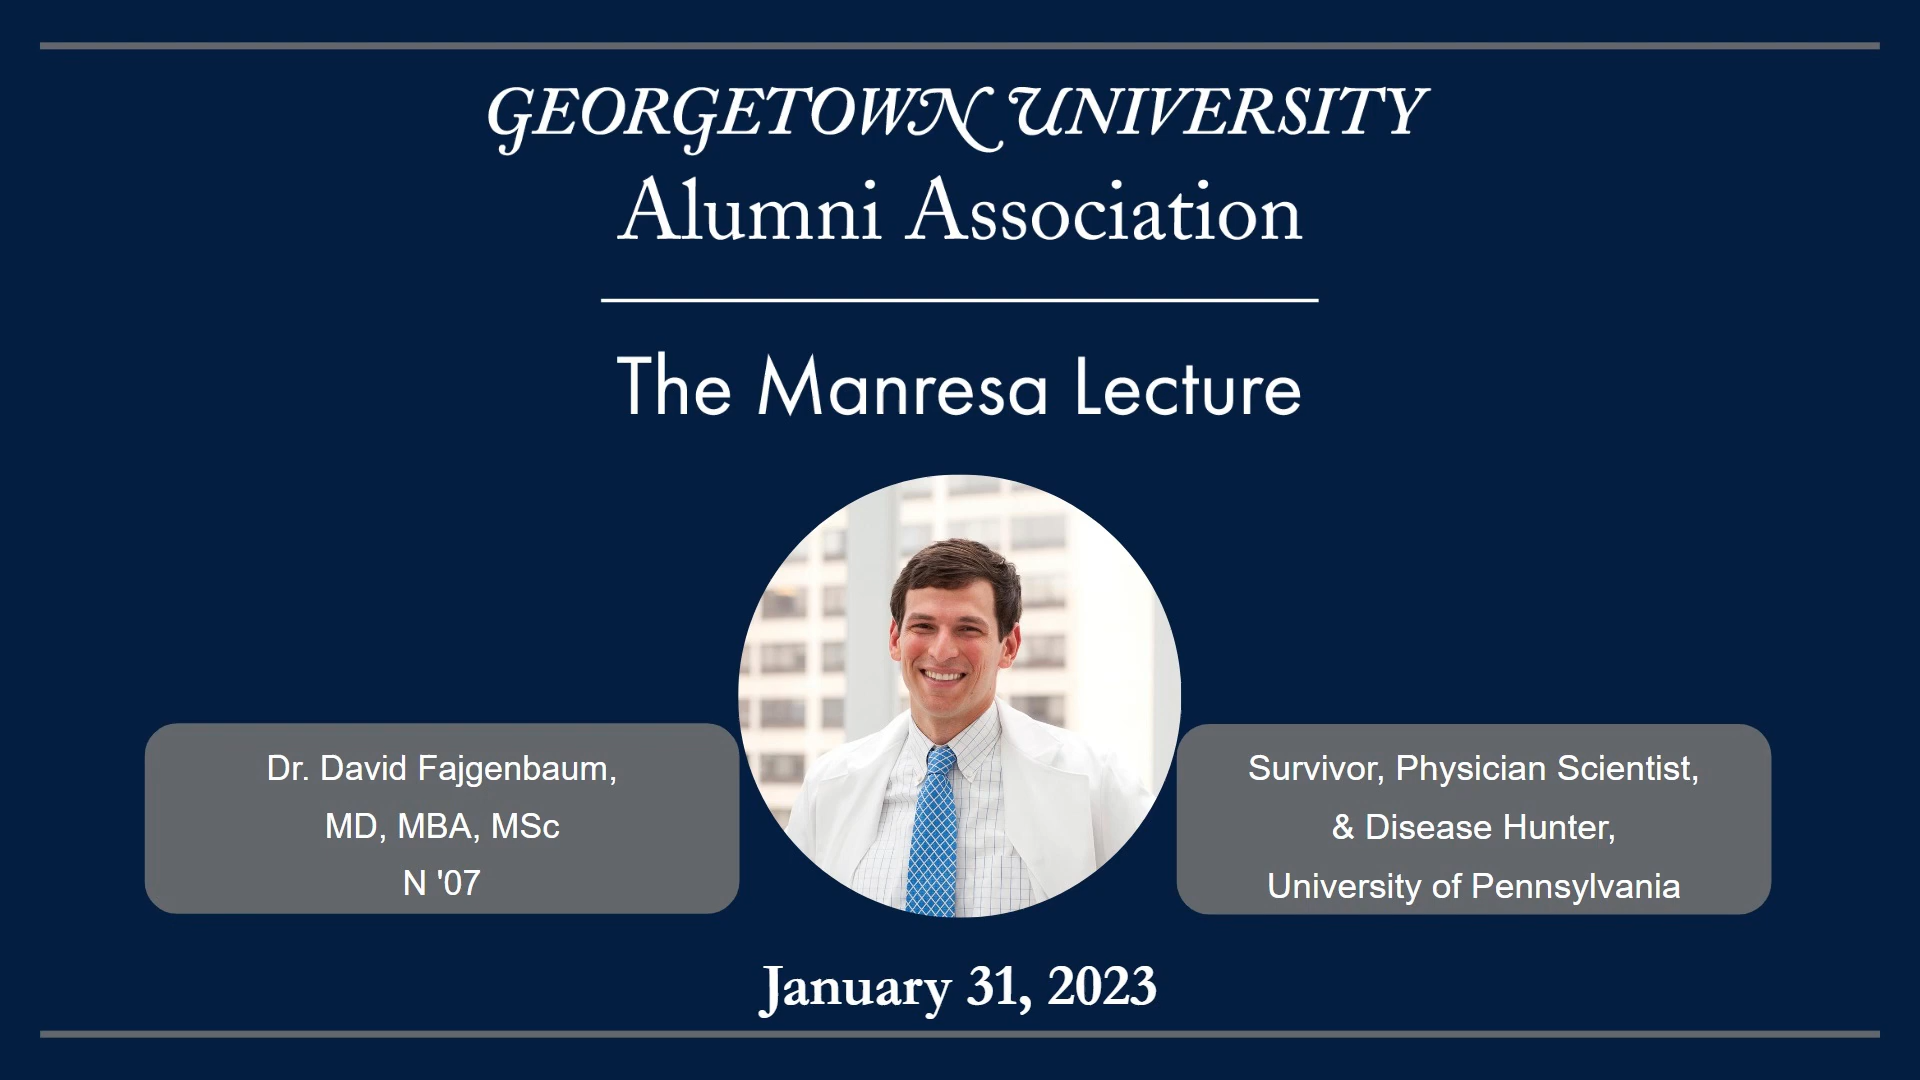 GEORGETOWN UNIVERSITY
Alumni Association
The Manresa Lecture
Dr. David Fajgenbaum,
MD, MBA, MSc
N '07
Survivor, Physician Scientist,
& Disease Hunter,
University of Pennsylvania
January 31, 2023